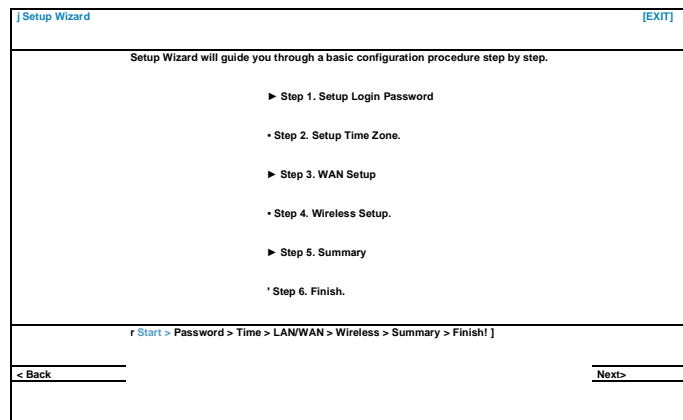 j Setup Wizard [EXIT]
Setup Wizard will guide you through a basic configuration procedure step by step.
► Step 1. Setup Login Password
• Step 2. Setup Time Zone.
► Step 3. WAN Setup
• Step 4. Wireless Setup.
► Step 5. Summary
' Step 6. Finish.
r Start > Password > Time > LAN/WAN > Wireless > Summary > Finish! ]
< Back Next>